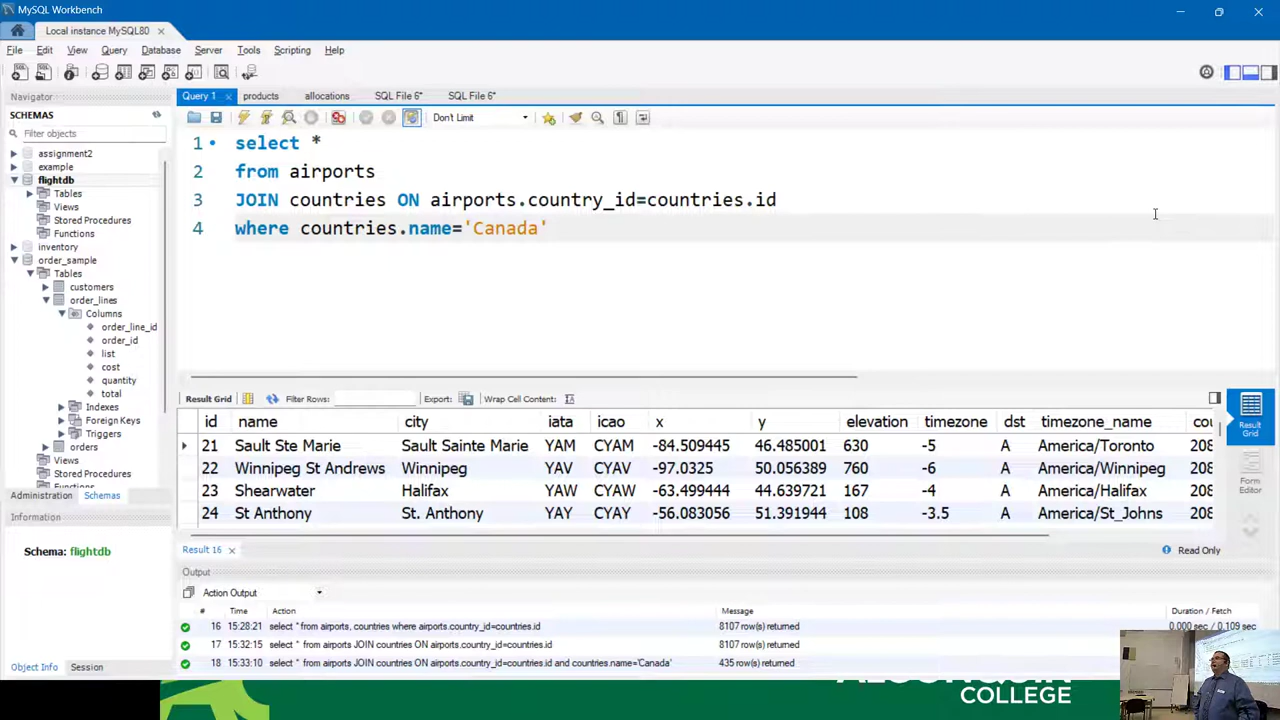 MySQL Workbench
Local instance MySQL80
File Edit View Query Database Server Tools Scripting Help
Navigator
SCHEMAS
Filter objects
assignment2
example
flightdb
Tables
Views
Stored Procedures
Functions
inventory
order_sample
Tables
customers
order_lines
Columns
order_line_id
order_id
list
cost
quantity
total
Indexes
Foreign Keys
Triggers
orders
Views
Stored Procedures
Functions
Administration Schemas
Information
Schema: flightdb
Object Info Session
Query 1 products allocations SQL File 6* SQL File 6*
Don't Limit
1 select *
2 from airports
3 JOIN countries ON airports.country_id=countries.id
4 where countries.name='Canada'
Result Grid Filter Rows: Export: Wrap Cell Content:
id name city iata icao x y elevation timezone dst timezone_name cou
21 Sault Ste Marie Sault Sainte Marie YAM CYAM -84.509445 46.485001 630 -5 A America/Toronto 208
22 Winnipeg St Andrews Winnipeg YAV CYAV -97.0325 50.056389 760 -6 A America/Winnipeg 208
23 Shearwater Halifax YAW CYAW -63.499444 44.639721 167 -4 A America/Halifax 208
24 St Anthony St. Anthony YAY CYAY -56.083056 51.391944 108 -3.5 A America/St_Johns 208
Result Grid
Form Editor
Result 16
Read Only
Output
Action Output
# Time Action Message Duration / Fetch
16 15:28:21 select * from airports, countries where airports.country_id=countries.id 8107 row(s) returned 0.000 sec / 0.109 sec
17 15:32:15 select * from airports JOIN countries ON airports.country_id=countries.id 8107 row(s) returned
18 15:33:10 select * from airports JOIN countries ON airports.country_id=countries.id and countries.name='Canada' 435 row(s) returned
ALGONQUIN
COLLEGE